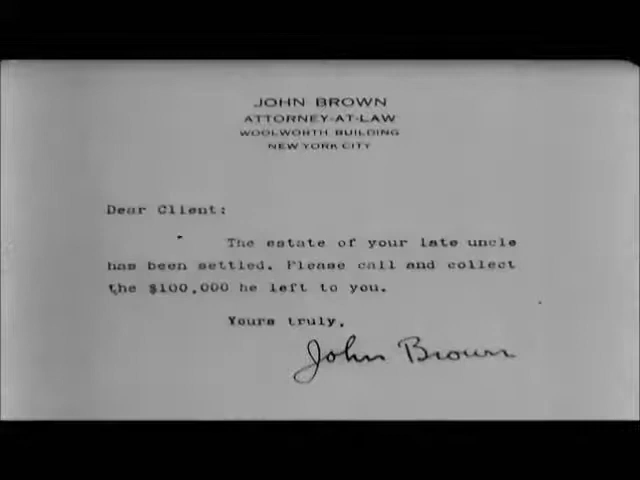 JOHN BROWN
ATTORNEY-AT-LAW
WOOLWORTH BUILDING
NEW YORK CITY
Dear Client:
The estate of your late uncle
has been settled. Please call and collect
the $100,000 he left to you.
Yours truly,
John Brown